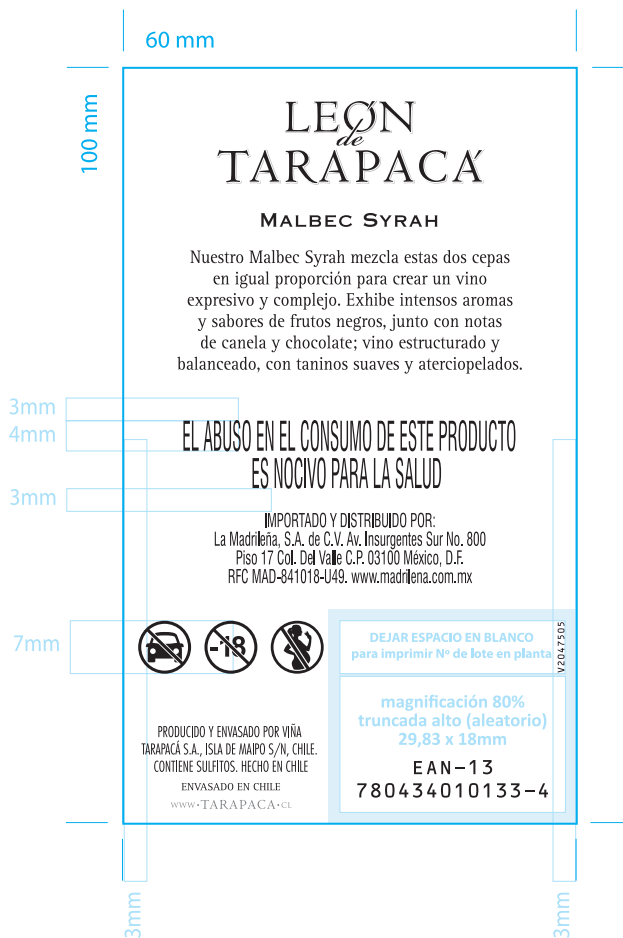 60 mm
100 mm
LEÓN
de
TARAPACÁ
MALBEC SYRAH
Nuestro Malbec Syrah mezcla estas dos cepas
en igual proporción para crear un vino
expresivo y complejo. Exhibe intensos aromas
y sabores de frutos negros, junto con notas
de canela y chocolate; vino estructurado y
balanceado, con taninos suaves y aterciopelados.
3mm
4mm
EL ABUSO EN EL CONSUMO DE ESTE PRODUCTO
ES NOCIVO PARA LA SALUD
3mm
IMPORTADO Y DISTRIBUIDO POR:
La Madrileña, S.A. de C.V. Av. Insurgentes Sur No. 800
Piso 17 Col. Del Valle C.P. 03100 México, D.F.
RFC MAD-841018-U49. www.madrilena.com.mx
7mm
-18
DEJAR ESPACIO EN BLANCO
para imprimir Nº de lote en planta
V2047505
magnificación 80%
truncada alto (aleatorio)
29,83 x 18mm
EAN-13
780434010133-4
PRODUCIDO Y ENVASADO POR VIÑA
TARAPACÁ S.A., ISLA DE MAIPO S/N, CHILE.
CONTIENE SULFITOS. HECHO EN CHILE
ENVASADO EN CHILE
WWW·TARAPACA·CL
3mm
3mm